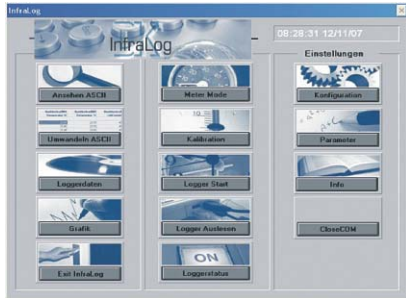 InfraLog
InfraLog
08:28:31 12/11/07
Einstellungen
Ansehen ASCII
Meter Mode
Konfiguration
Umwandeln ASCII
Kalibration
Parameter
Loggerdaten
Logger Start
Info
Grafik
Logger Auslesen
CloseCOM
Exit InfraLog
ON
Loggerstatus